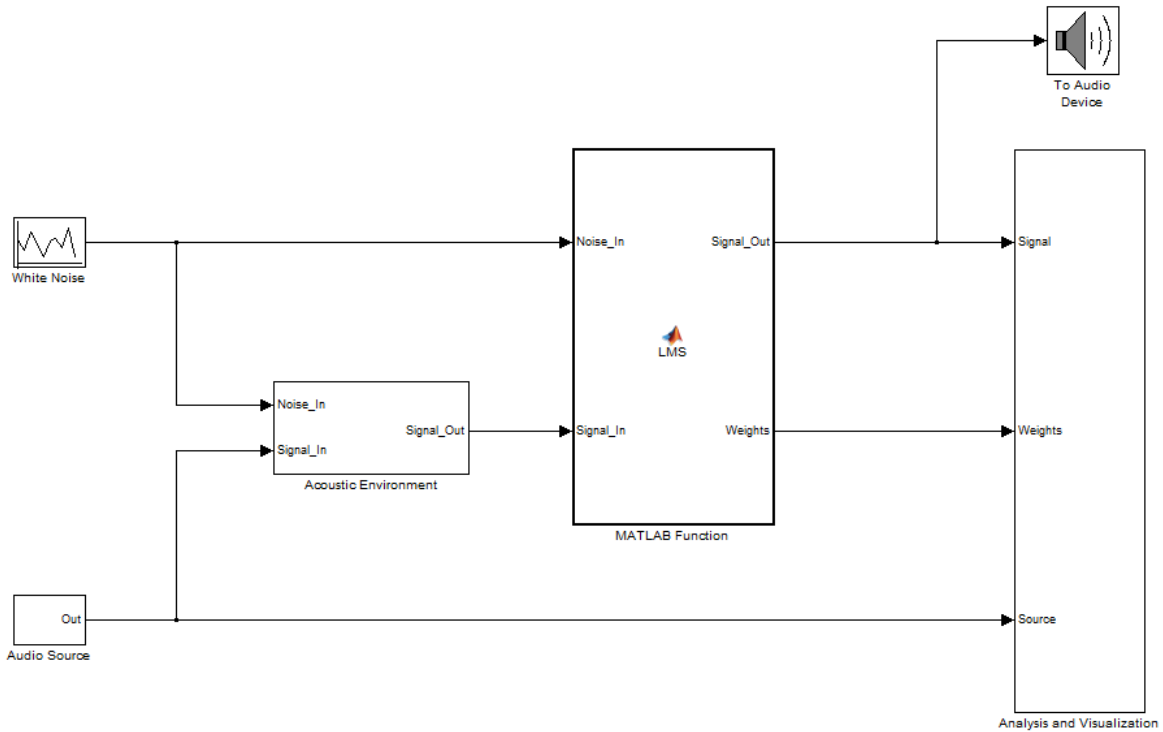 To Audio
Device
Noise_In
Signal_Out
Signal
White Noise
LMS
Noise_In
Signal_Out
Signal_In
Signal_In
Weights
Weights
Acoustic Environment
MATLAB Function
Out
Source
Audio Source
Analysis and Visualization